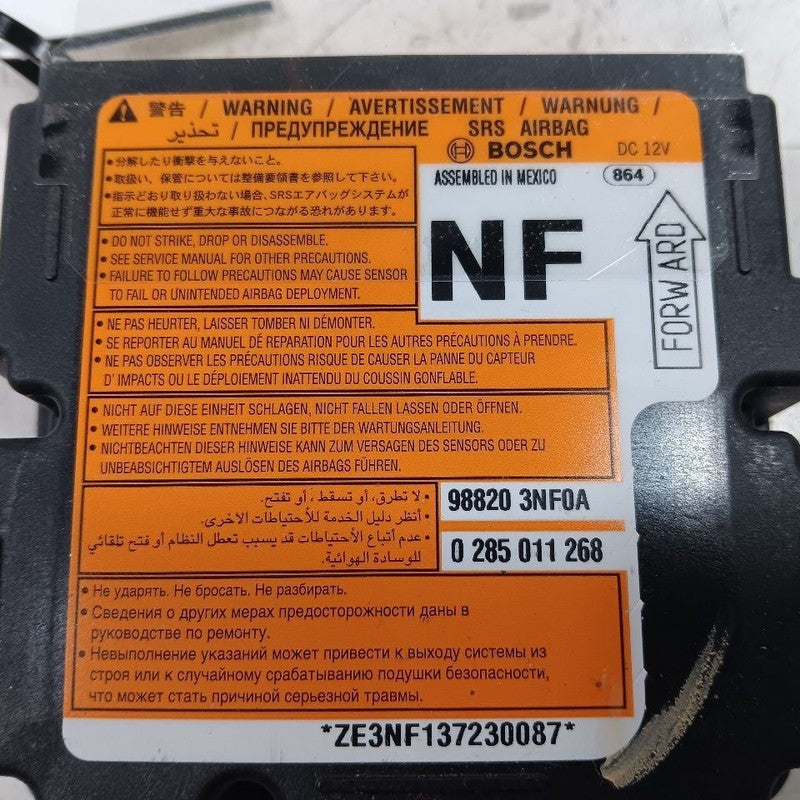 警告 / WARNING / AVERTISSEMENT / WARNUNG /
تحذير / ПРЕДУПРЕЖДЕНИЕ SRS AIRBAG
BOSCH DC 12V
ASSEMBLED IN MEXICO 864
•分解したり衝撃を与えないこと。
•取扱い、保管については整備要領書を参照して下さい。
•指示どおり取り扱わない場合、SRSエアバッグシステムが
正常に機能せず重大な事故につながる恐れがあります。
NF
FORWARD
• DO NOT STRIKE, DROP OR DISASSEMBLE.
• SEE SERVICE MANUAL FOR OTHER PRECAUTIONS.
• FAILURE TO FOLLOW PRECAUTIONS MAY CAUSE SENSOR
TO FAIL OR UNINTENDED AIRBAG DEPLOYMENT.
• NE PAS HEURTER, LAISSER TOMBER NI DÉMONTER.
• SE REPORTER AU MANUEL DÉ REPARATION POUR LES AUTRES PRÉCAUTIONS À PRENDRE.
• NE PAS OBSERVER LES PRÉCAUTIONS RISQUE DE CAUSER LA PANNE DU CAPTEUR
D' IMPACTS OU LE DÉPLOIEMENT INATTENDU DU COUSSIN GONFLABLE.
• NICHT AUF DIESE EINHEIT SCHLAGEN, NICHT FALLEN LASSEN ODER ÖFFNEN.
• WEITERE HINWEISE ENTNEHMEN SIE BITTE DER WARTUNGSANLEITUNG.
• NICHTBEACHTEN DIESER HINWEISE KANN ZUM VERSAGEN DES SENSORS ODER ZU
UNBEABSICHTIGTEM AUSLÖSEN DES AIRBAGS FÜHREN.
• لا تطرق، أو تسقط، أو تفتح.
• أنظر دليل الخدمة للأحتياطات الاخرى.
• عدم أتباع الأحتياطات قد يسبب تعطل النظام أو فتح تلقائي
للوسادة الهوائية.
98820 3NF0A
0 285 011 268
• Не ударять. Не бросать. Не разбирать.
• Сведения о других мерах предосторожности даны в
руководстве по ремонту.
• Невыполнение указаний может привести к выходу системы из
строя или к случайному срабатыванию подушки безопасности,
что может стать причиной серьезной травмы.
*ZE3NF137230087*